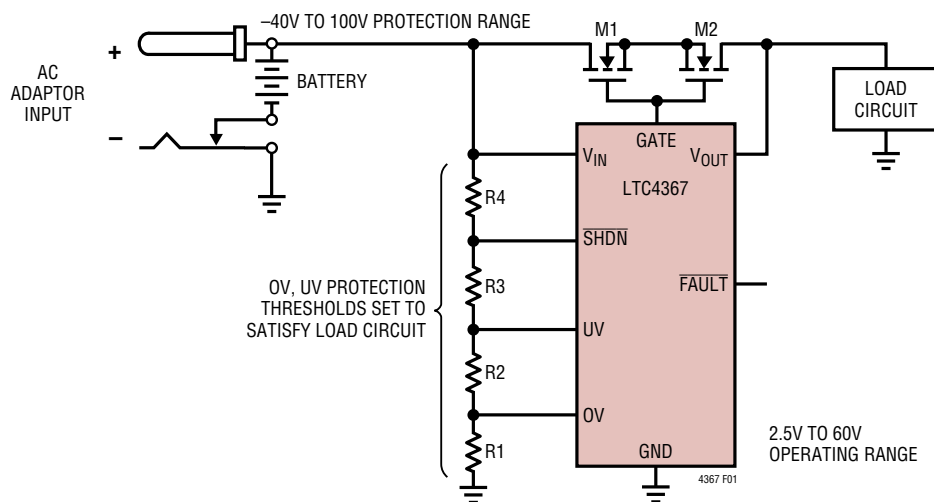 –40V TO 100V PROTECTION RANGE
M1
M2
+
AC
ADAPTOR
INPUT
–
BATTERY
LOAD
CIRCUIT
GATE
VIN
VOUT
LTC4367
R4
SHDN
R3
FAULT
OV, UV PROTECTION
THRESHOLDS SET TO
SATISFY LOAD CIRCUIT
UV
R2
OV
R1
GND
2.5V TO 60V
OPERATING RANGE
4367 F01